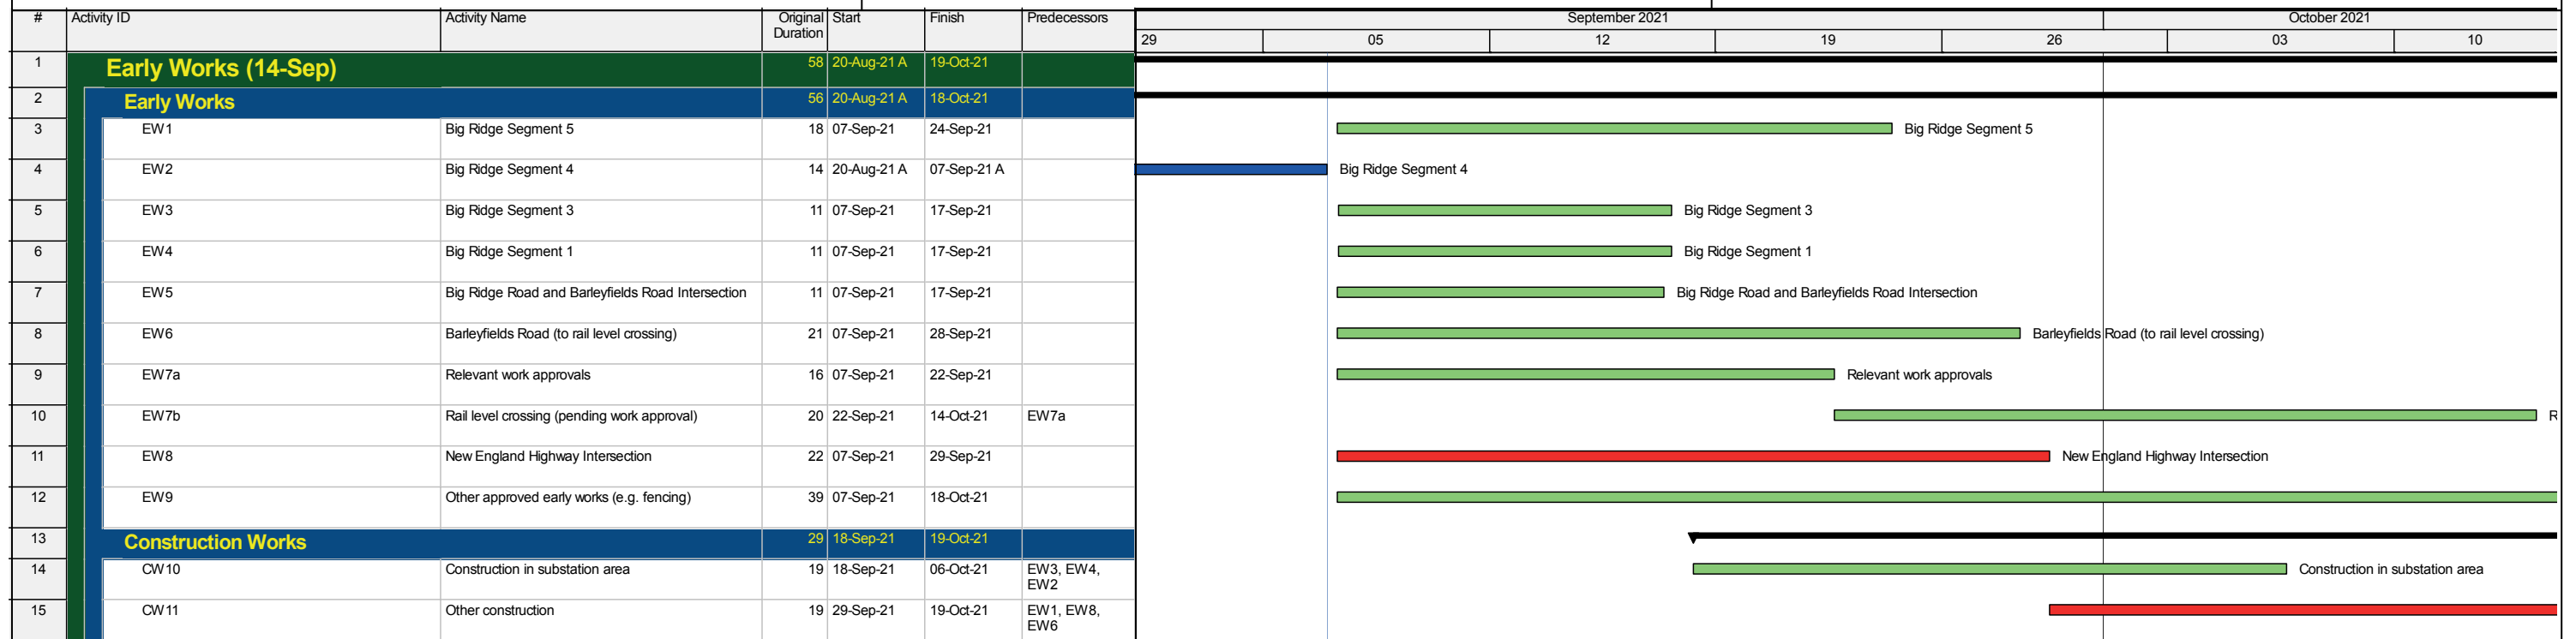 # Activity ID Activity Name Original Duration Start Finish Predecessors September 2021 October 2021
29 05 12 19 26 03 10
1 Early Works (14-Sep) 58 20-Aug-21 A 19-Oct-21
2 Early Works 56 20-Aug-21 A 18-Oct-21
3 EW1 Big Ridge Segment 5 18 07-Sep-21 24-Sep-21 Big Ridge Segment 5
4 EW2 Big Ridge Segment 4 14 20-Aug-21 A 07-Sep-21 A Big Ridge Segment 4
5 EW3 Big Ridge Segment 3 11 07-Sep-21 17-Sep-21 Big Ridge Segment 3
6 EW4 Big Ridge Segment 1 11 07-Sep-21 17-Sep-21 Big Ridge Segment 1
7 EW5 Big Ridge Road and Barleyfields Road Intersection 11 07-Sep-21 17-Sep-21 Big Ridge Road and Barleyfields Road Intersection
8 EW6 Barleyfields Road (to rail level crossing) 21 07-Sep-21 28-Sep-21 Barleyfields Road (to rail level crossing)
9 EW7a Relevant work approvals 16 07-Sep-21 22-Sep-21 Relevant work approvals
10 EW7b Rail level crossing (pending work approval) 20 22-Sep-21 14-Oct-21 EW7a R
11 EW8 New England Highway Intersection 22 07-Sep-21 29-Sep-21 New England Highway Intersection
12 EW9 Other approved early works (e.g. fencing) 39 07-Sep-21 18-Oct-21
13 Construction Works 29 18-Sep-21 19-Oct-21
14 CW10 Construction in substation area 19 18-Sep-21 06-Oct-21 EW3, EW4, EW2 Construction in substation area
15 CW11 Other construction 19 29-Sep-21 19-Oct-21 EW1, EW8, EW6